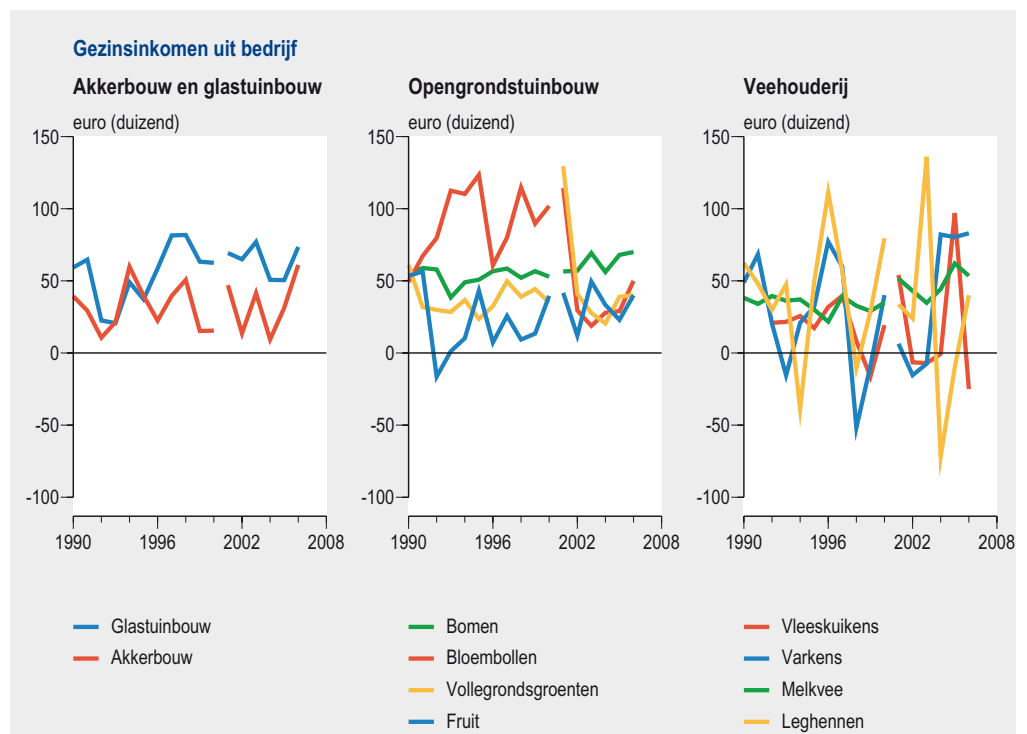 Gezinsinkomen uit bedrijf
Akkerbouw en glastuinbouw
euro (duizend)
150
100
50
0
-50
-100
1990
1996
2002
2008
Glastuinbouw
Akkerbouw
Opengrondstuinbouw
euro (duizend)
150
100
50
0
-50
-100
1990
1996
2002
2008
Bomen
Bloembollen
Vollegrondsgroenten
Fruit
Veehouderij
euro (duizend)
150
100
50
0
-50
-100
1990
1996
2002
2008
Vleeskuikens
Varkens
Melkvee
Leghennen